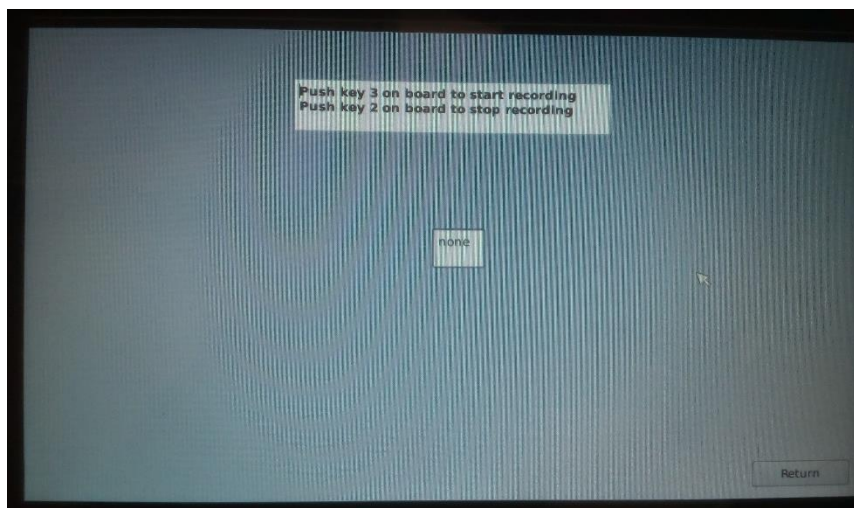 Push key 3 on board to start recording
Push key 2 on board to stop recording
none
Return